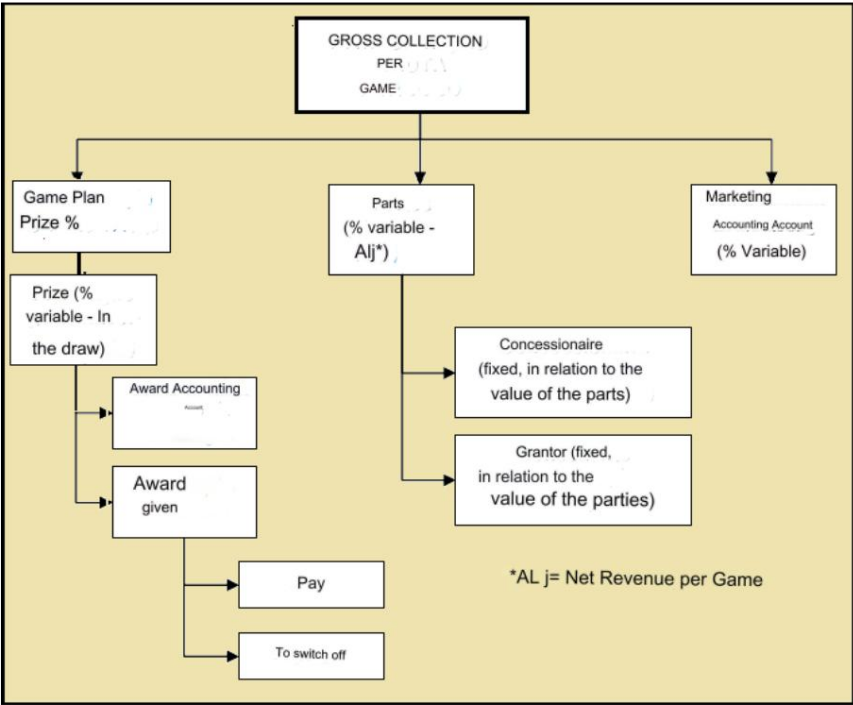 GROSS COLLECTION
PER
GAME
Game Plan
Prize %
Prize (%
variable - In
the draw)
Award Accounting
Account
Award
given
Pay
To switch off
Parts
(% variable -
Alj*)
Concessionaire
(fixed, in relation to the
value of the parts)
Grantor (fixed,
in relation to the
value of the parties)
Marketing
Accounting Account
(% Variable)
*AL j= Net Revenue per Game